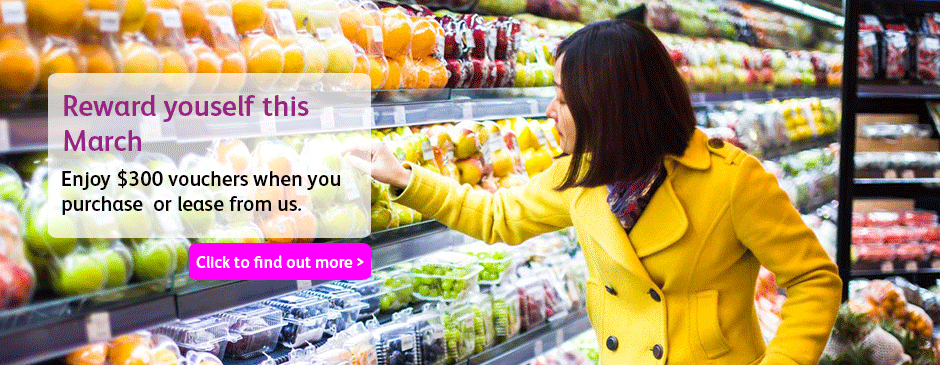 Reward youself this
March
Enjoy $300 vouchers when you
purchase or lease from us.
Click to find out more >